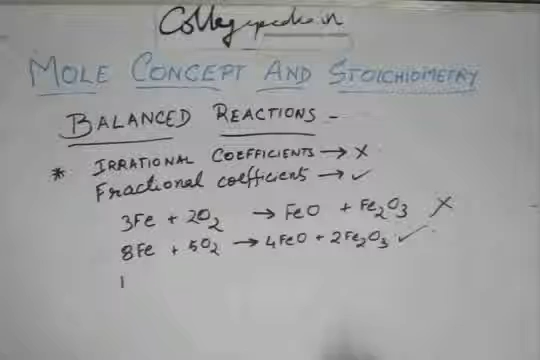 Collegepedia.in
MOLE CONCEPT AND STOICHIOMETRY
BALANCED REACTIONS -
* IRRATIONAL COEFFICIENTS → ×
Fractional coefficients → ✓
3Fe + 2O₂ → FeO + Fe₂O₃ ×
8Fe + 5O₂ → 4FeO + 2Fe₂O₃ ✓